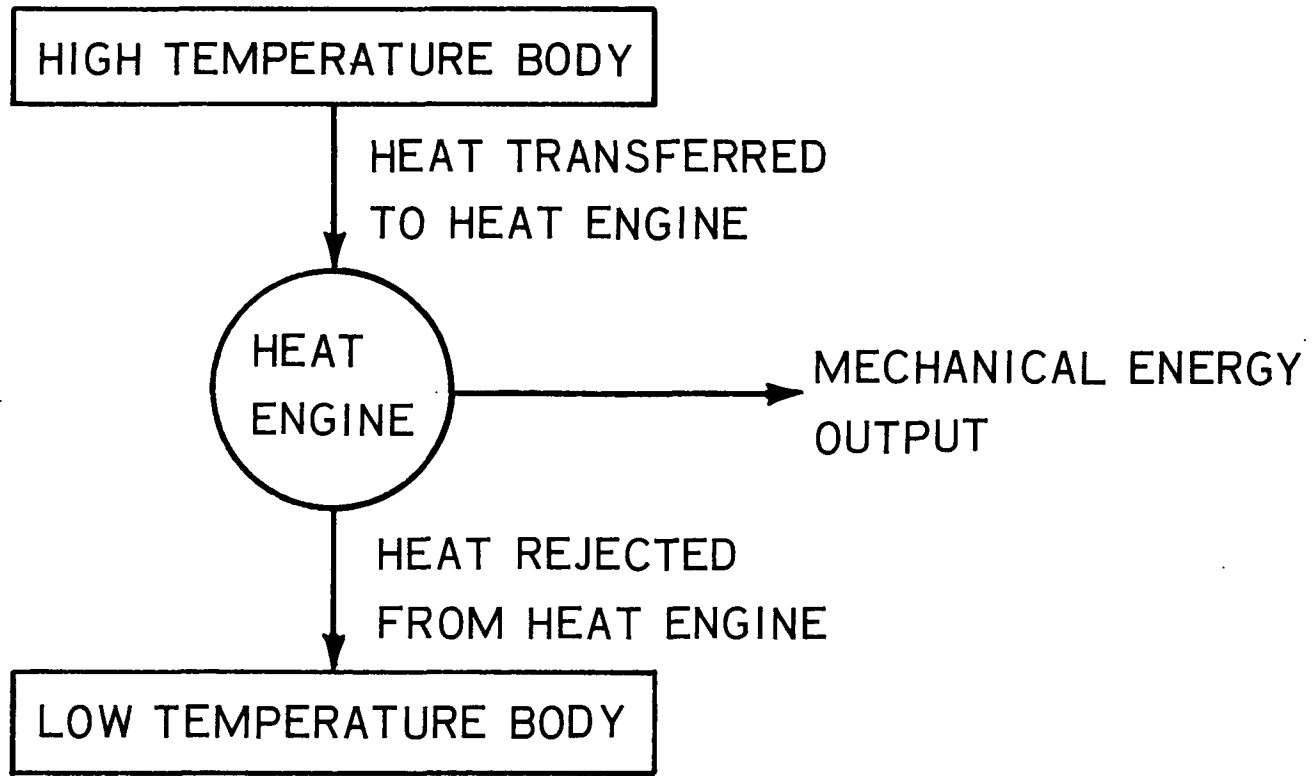 HIGH TEMPERATURE BODY
HEAT TRANSFERRED
TO HEAT ENGINE
HEAT
ENGINE
MECHANICAL ENERGY
OUTPUT
HEAT REJECTED
FROM HEAT ENGINE
LOW TEMPERATURE BODY